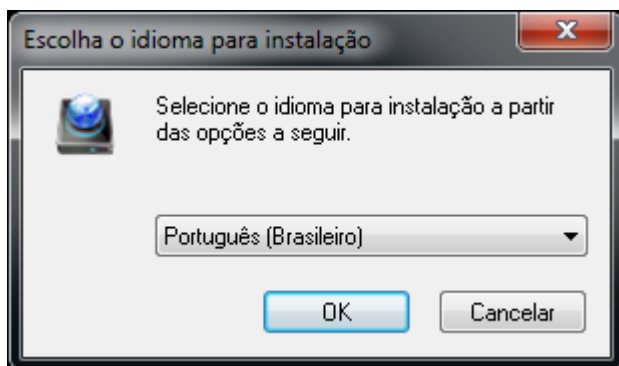 Escolha o idioma para instalação
Selecione o idioma para instalação a partir
das opções a seguir.
Português (Brasileiro)
OK
Cancelar